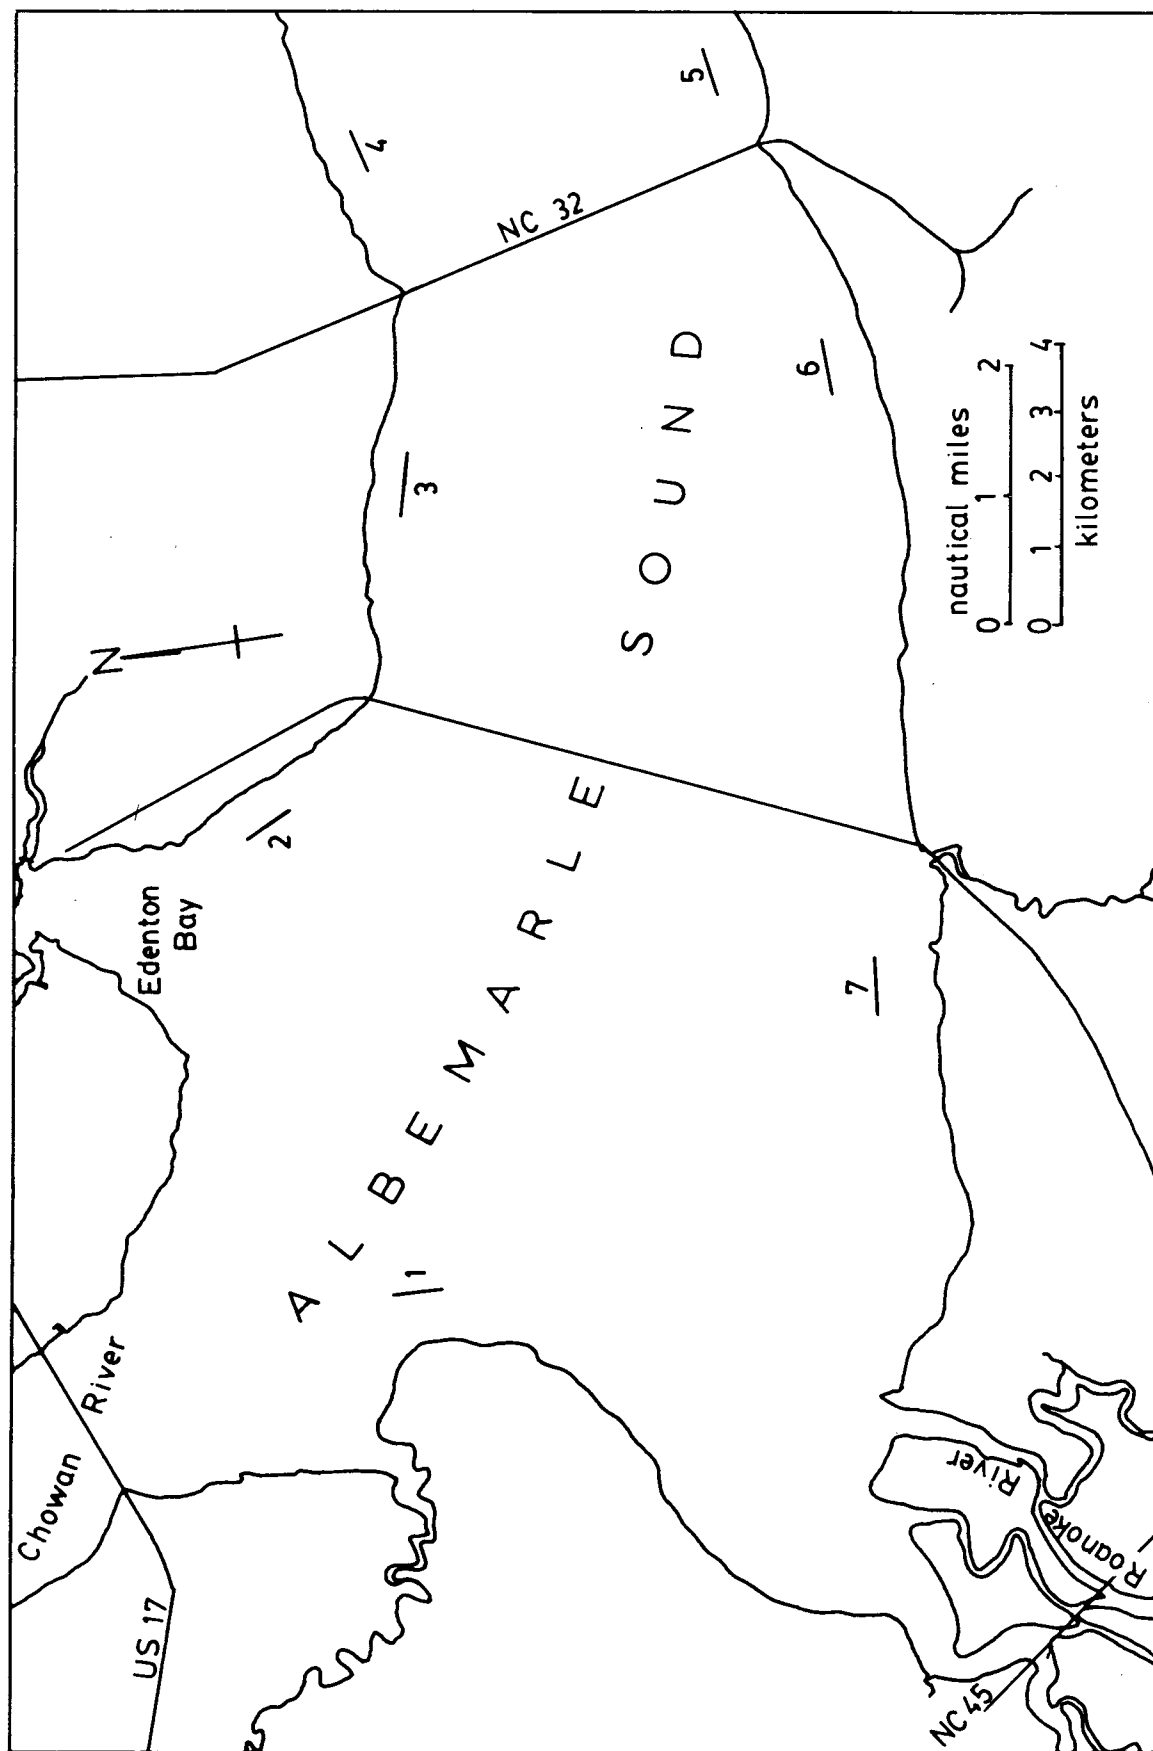 Chowan
River
US 17
Edenton
Bay
N
ALBEMARLE
SOUND
NC 32
1
2
3
4
5
6
7
nautical miles
0 1 2
0 1 2 3 4
kilometers
Roanoke
River
NC 45